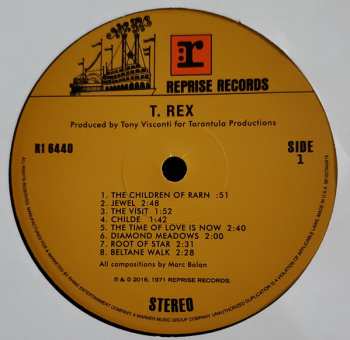 r
:reprise
REPRISE RECORDS
T. REX
Produced by Tony Visconti for Tarantula Productions
R1 6440
SIDE
1
1. THE CHILDREN OF RARN :51
2. JEWEL 2:48
3. THE VISIT 1:52
4. CHILDE 1:42
5. THE TIME OF LOVE IS NOW 2:40
6. DIAMOND MEADOWS 2:00
7. ROOT OF STAR 2:31
8. BELTANE WALK 2:28
All compositions by Marc Bolan
℗ & © 2016, 1971 REPRISE RECORDS.
STEREO